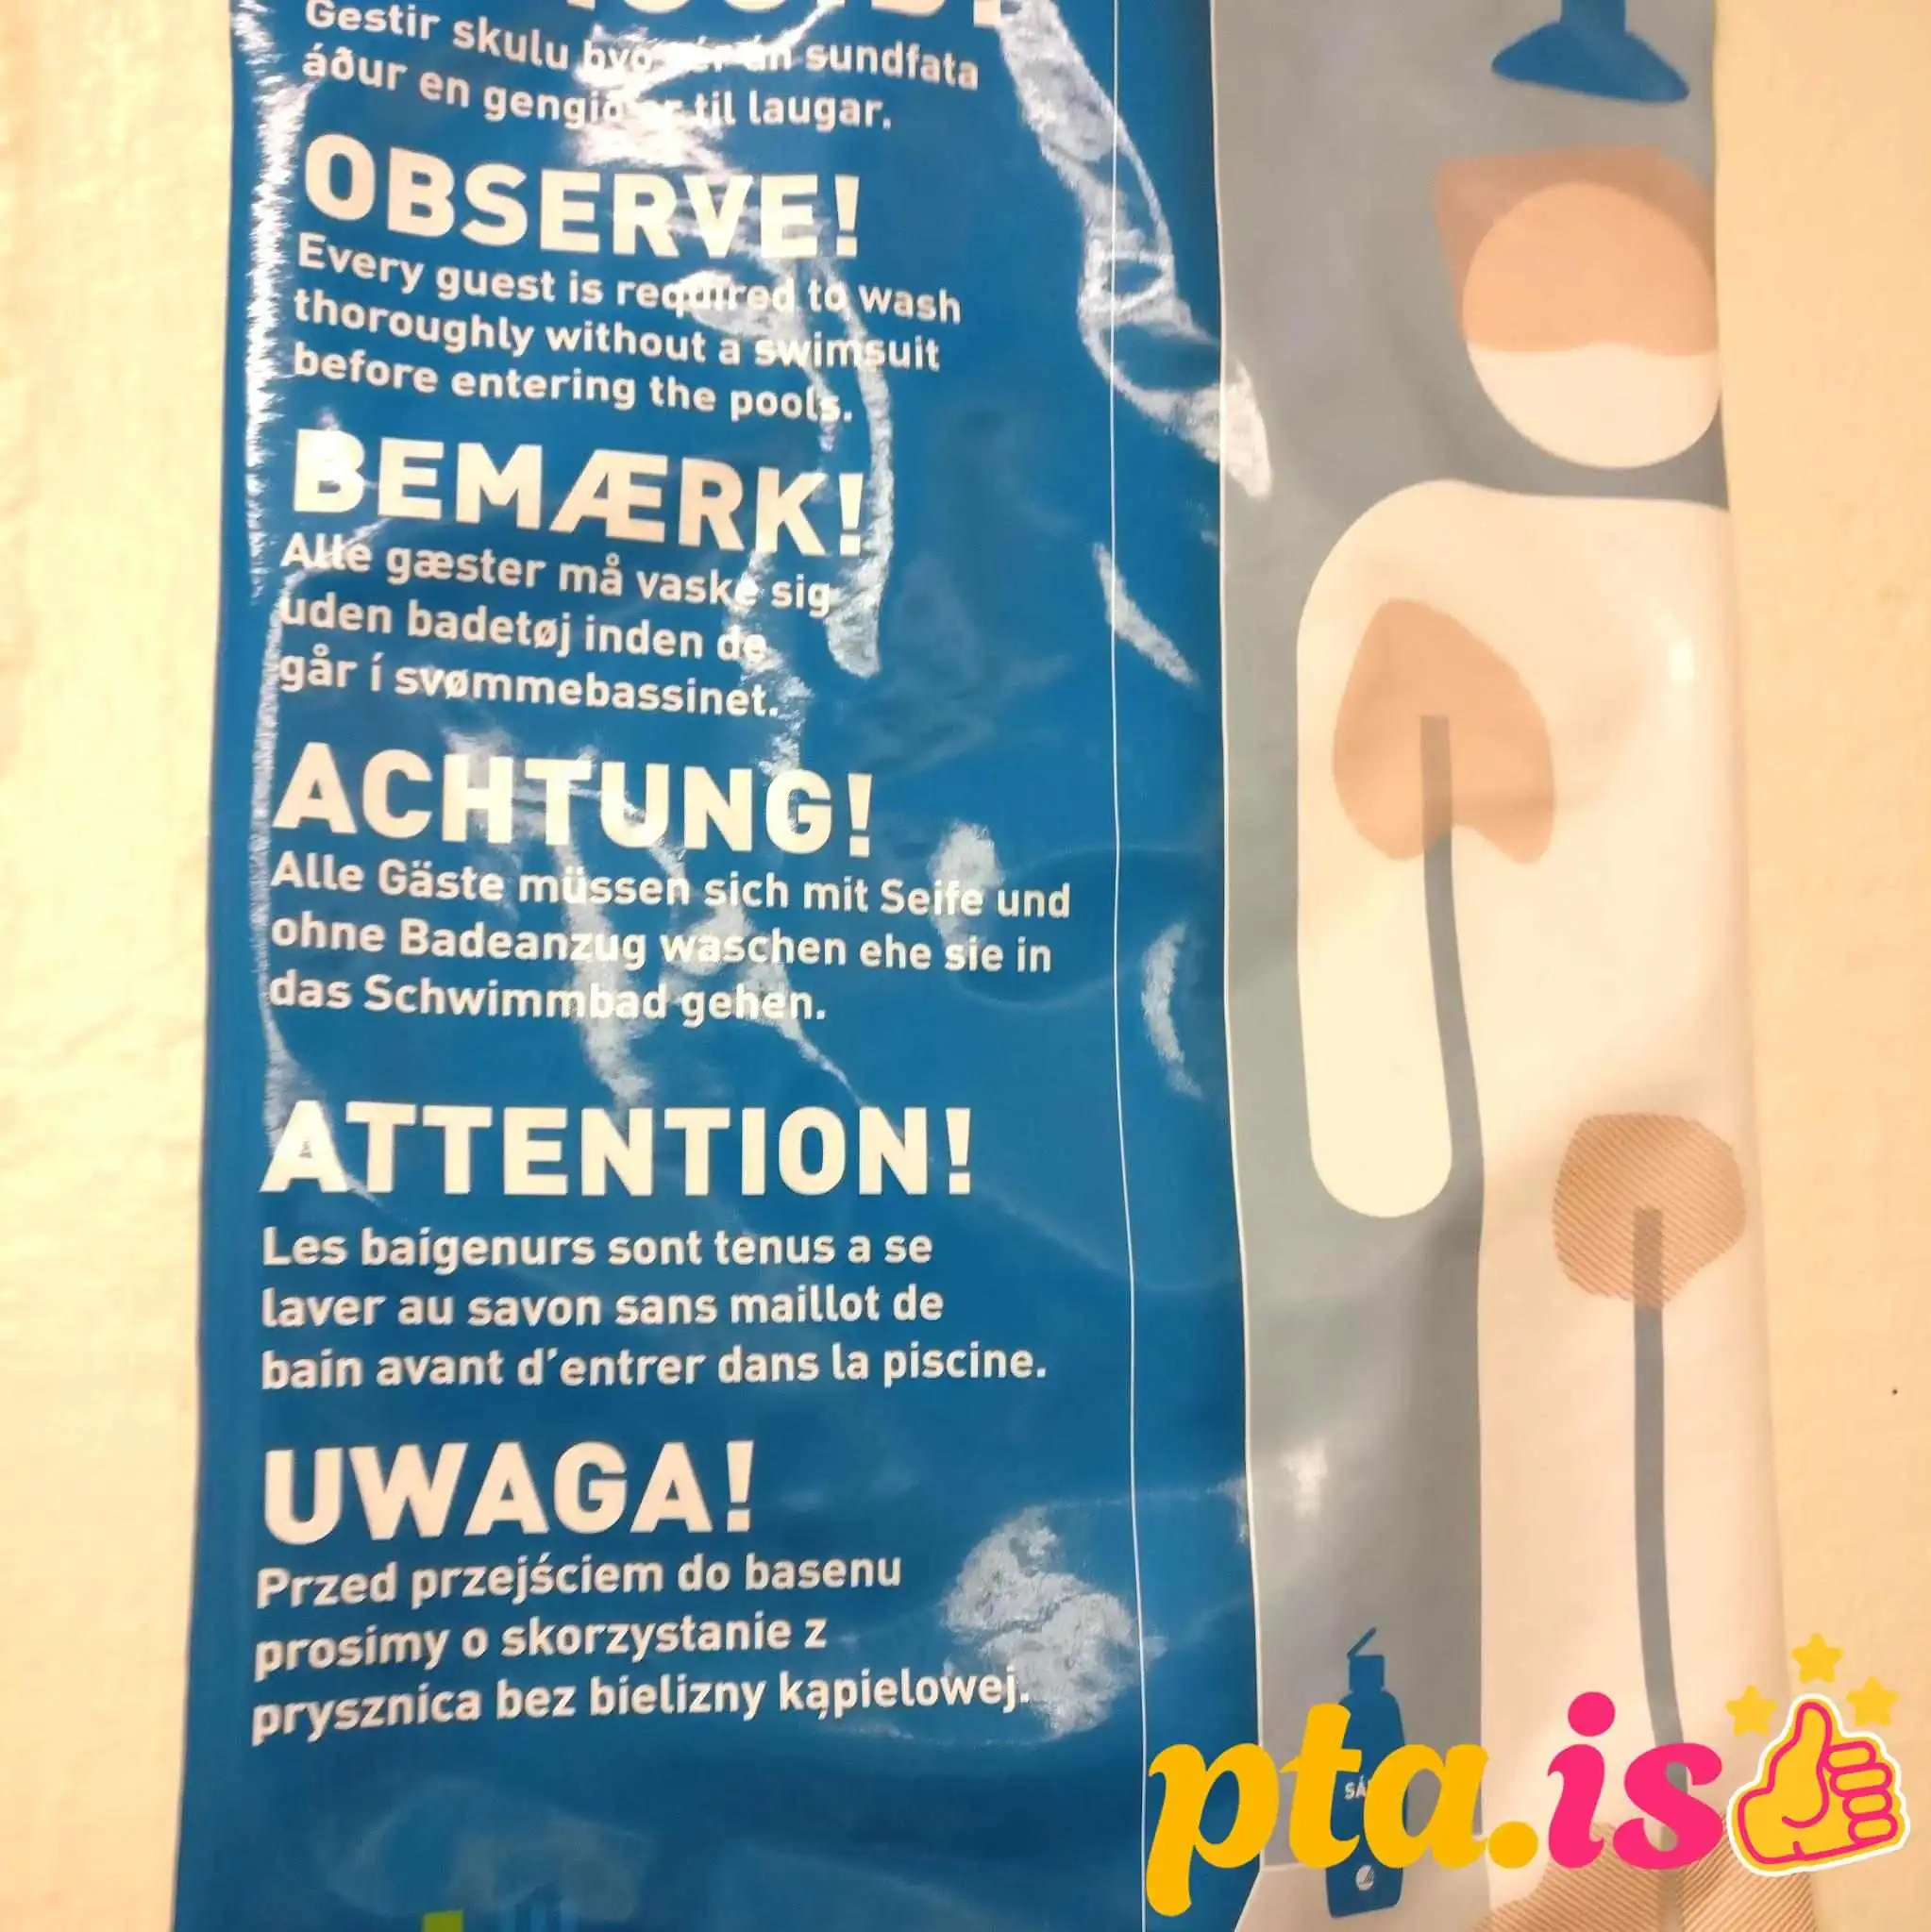 Gestir skulu sundfata
áður en til laugar.
OBSERVE!
Every guest is required to wash
thoroughly without a swimsuit
before entering the pools.
BEMÆRK!
Alle gæster må vaske sig
uden badetøj inden de
går í svømmebassinet.
ACHTUNG!
Alle Gäste müssen sich mit Seife und
ohne Badeanzug waschen ehe sie in
das Schwimmbad gehen.
ATTENTION!
Les baigenurs sont tenus a se
laver au savon sans maillot de
bain avant d'entrer dans la piscine.
UWAGA!
Przed przejściem do basenu
prosimy o skorzystanie z
prysznica bez bielizny kąpielowej.
pta.is